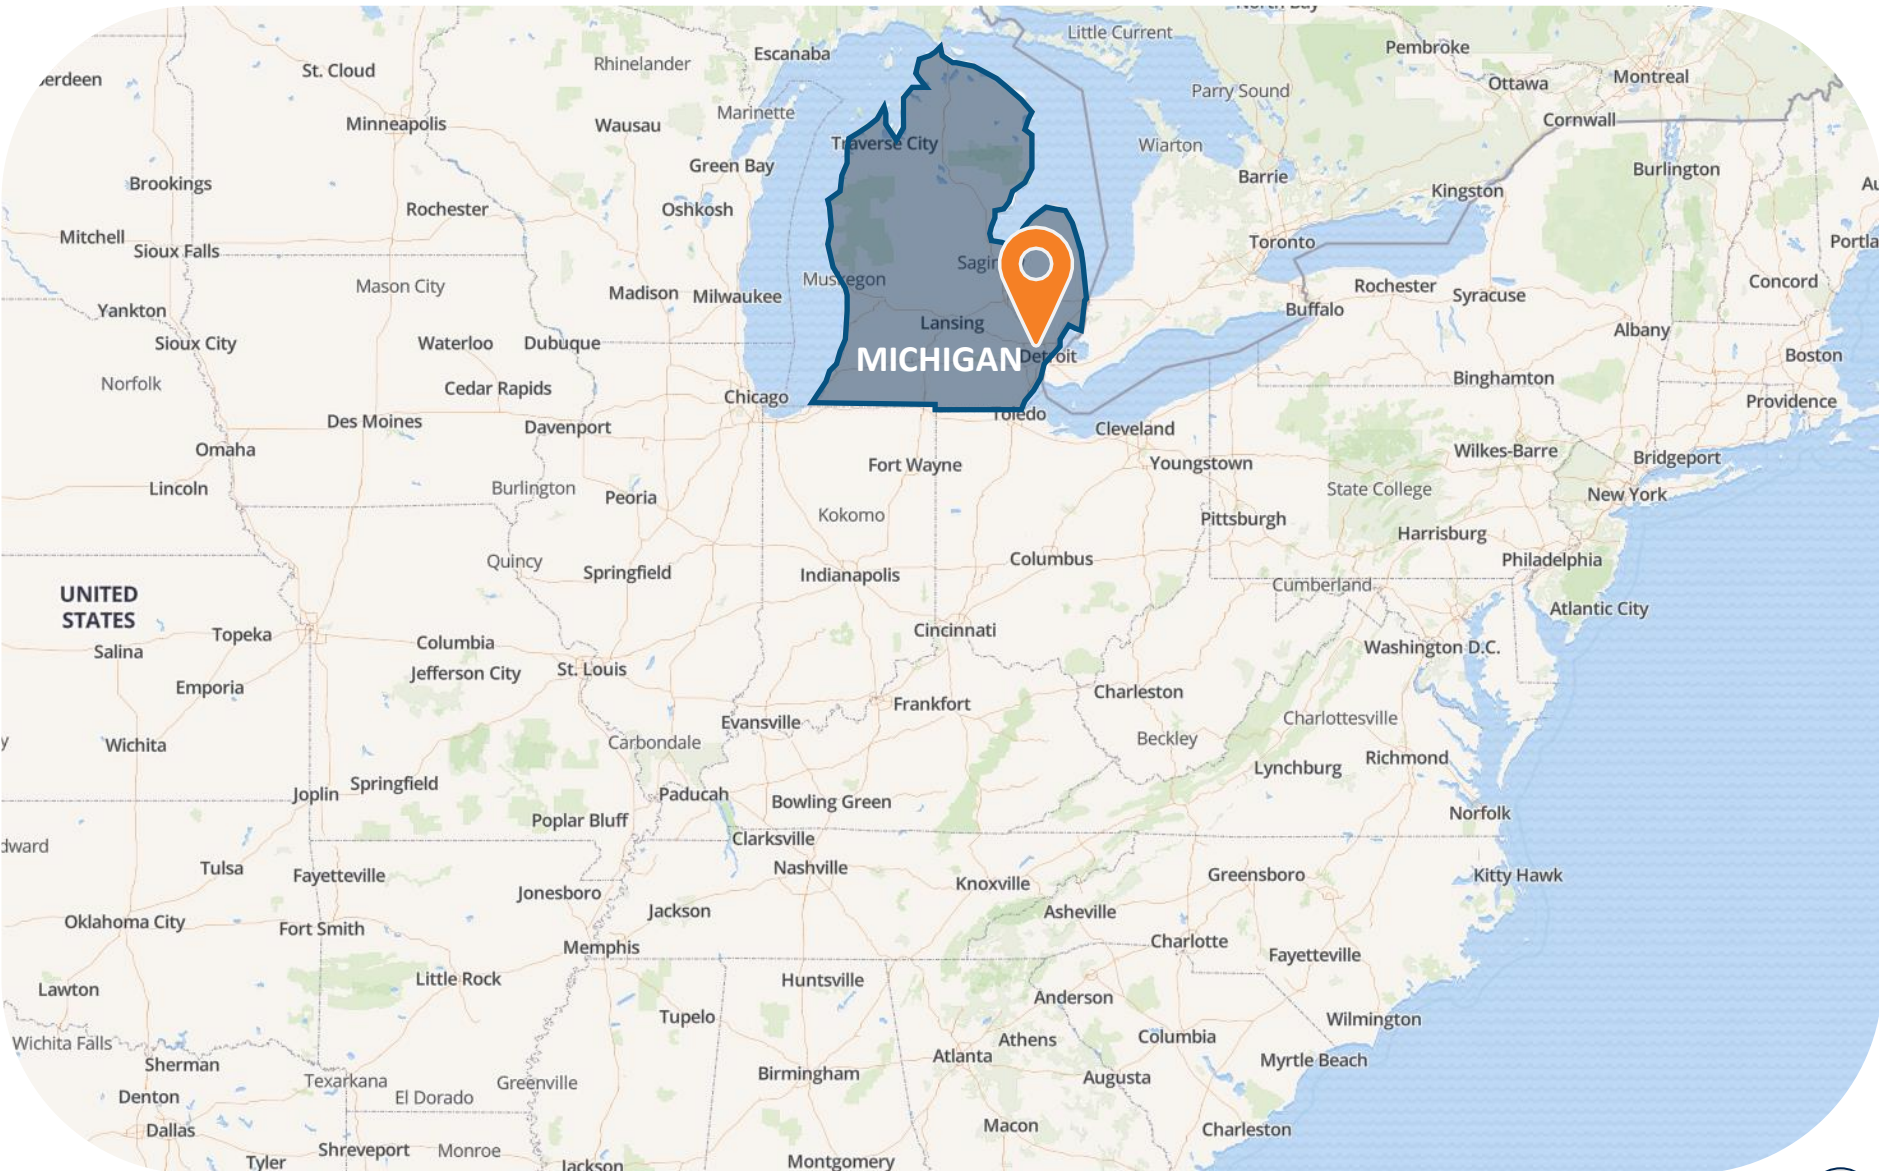 North Bay
Little Current
Pembroke
Escanaba
Rhinelander
St. Cloud
Montreal
Ottawa
Parry Sound
Marinette
Cornwall
Minneapolis
Wausau
Traverse City
Wiarton
Green Bay
Burlington
Barrie
Brookings
Kingston
Rochester
Oshkosh
Mitchell
Toronto
Sioux Falls
Muskegon
Concord
Mason City
Rochester
Madison
Milwaukee
Syracuse
Yankton
Buffalo
Lansing
Albany
Sioux City
Waterloo
Dubuque
Detroit
Boston
MICHIGAN
Norfolk
Binghamton
Cedar Rapids
Chicago
Providence
Toledo
Des Moines
Davenport
Cleveland
Omaha
Wilkes-Barre
Bridgeport
Fort Wayne
Youngstown
Lincoln
Burlington
State College
New York
Peoria
Kokomo
Pittsburgh
Harrisburg
Columbus
Philadelphia
Quincy
Springfield
Indianapolis
Cumberland
UNITED
STATES
Atlantic City
Topeka
Cincinnati
Columbia
Washington D.C.
Salina
St. Louis
Jefferson City
Emporia
Charleston
Frankfort
Evansville
Charlottesville
Beckley
Carbondale
Wichita
Richmond
Lynchburg
Springfield
Joplin
Paducah
Bowling Green
Norfolk
Poplar Bluff
Clarksville
dward
Tulsa
Nashville
Fayetteville
Greensboro
Kitty Hawk
Knoxville
Jonesboro
Jackson
Asheville
Oklahoma City
Fort Smith
Charlotte
Memphis
Fayetteville
Little Rock
Huntsville
Lawton
Anderson
Tupelo
Wilmington
Columbia
Athens
Wichita Falls
Atlanta
Myrtle Beach
Sherman
Birmingham
Augusta
Texarkana
Greenville
El Dorado
Denton
Macon
Dallas
Charleston
Shreveport
Monroe
Tyler
Jackson
Montgomery